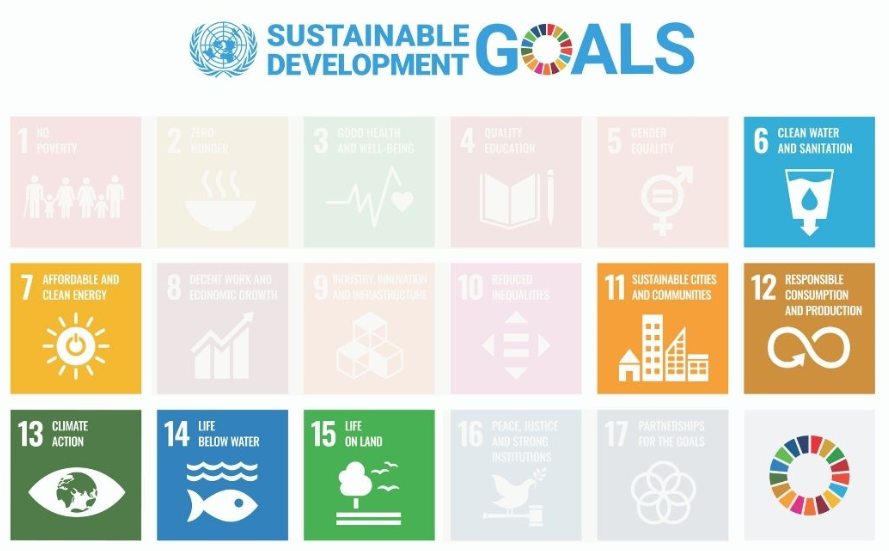 SUSTAINABLE
DEVELOPMENT
GOALS
1 NO
POVERTY
2 ZERO
HUNGER
3 GOOD HEALTH
AND WELL-BEING
4 QUALITY
EDUCATION
5 GENDER
EQUALITY
6 CLEAN WATER
AND SANITATION
7 AFFORDABLE AND
CLEAN ENERGY
8 DECENT WORK AND
ECONOMIC GROWTH
9 INDUSTRY, INNOVATION
AND INFRASTRUCTURE
10 REDUCED
INEQUALITIES
11 SUSTAINABLE CITIES
AND COMMUNITIES
12 RESPONSIBLE
CONSUMPTION
AND PRODUCTION
13 CLIMATE
ACTION
14 LIFE
BELOW WATER
15 LIFE
ON LAND
16 PEACE, JUSTICE
AND STRONG
INSTITUTIONS
17 PARTNERSHIPS
FOR THE GOALS